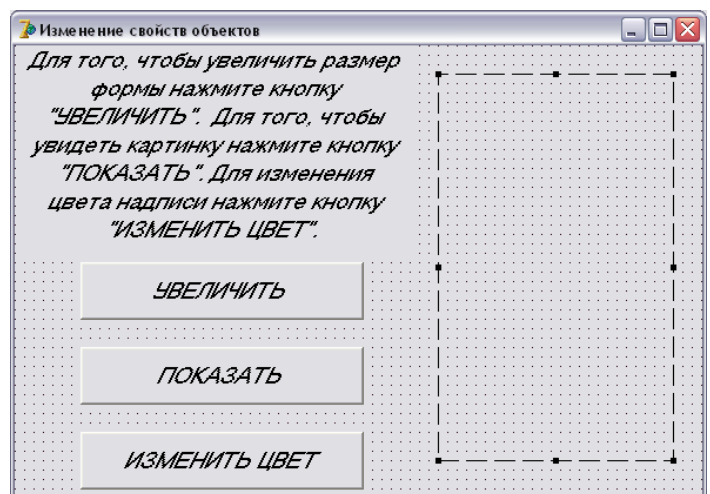 Изменение свойств объектов
Для того, чтобы увеличить размер
формы нажмите кнопку
"УВЕЛИЧИТЬ". Для того, чтобы
увидеть картинку нажмите кнопку
"ПОКАЗАТЬ". Для изменения
цвета надписи нажмите кнопку
"ИЗМЕНИТЬ ЦВЕТ".
УВЕЛИЧИТЬ
ПОКАЗАТЬ
ИЗМЕНИТЬ ЦВЕТ